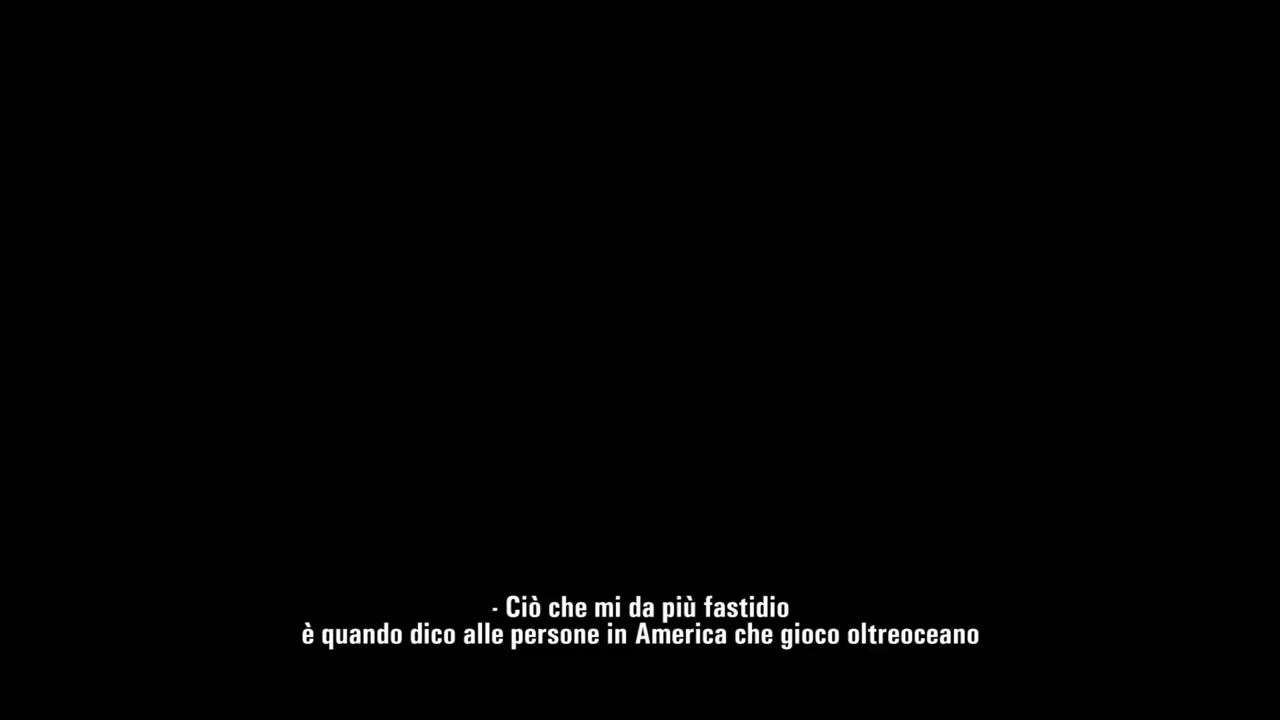 - Ciò che mi da più fastidio
è quando dico alle persone in America che gioco oltreoceano